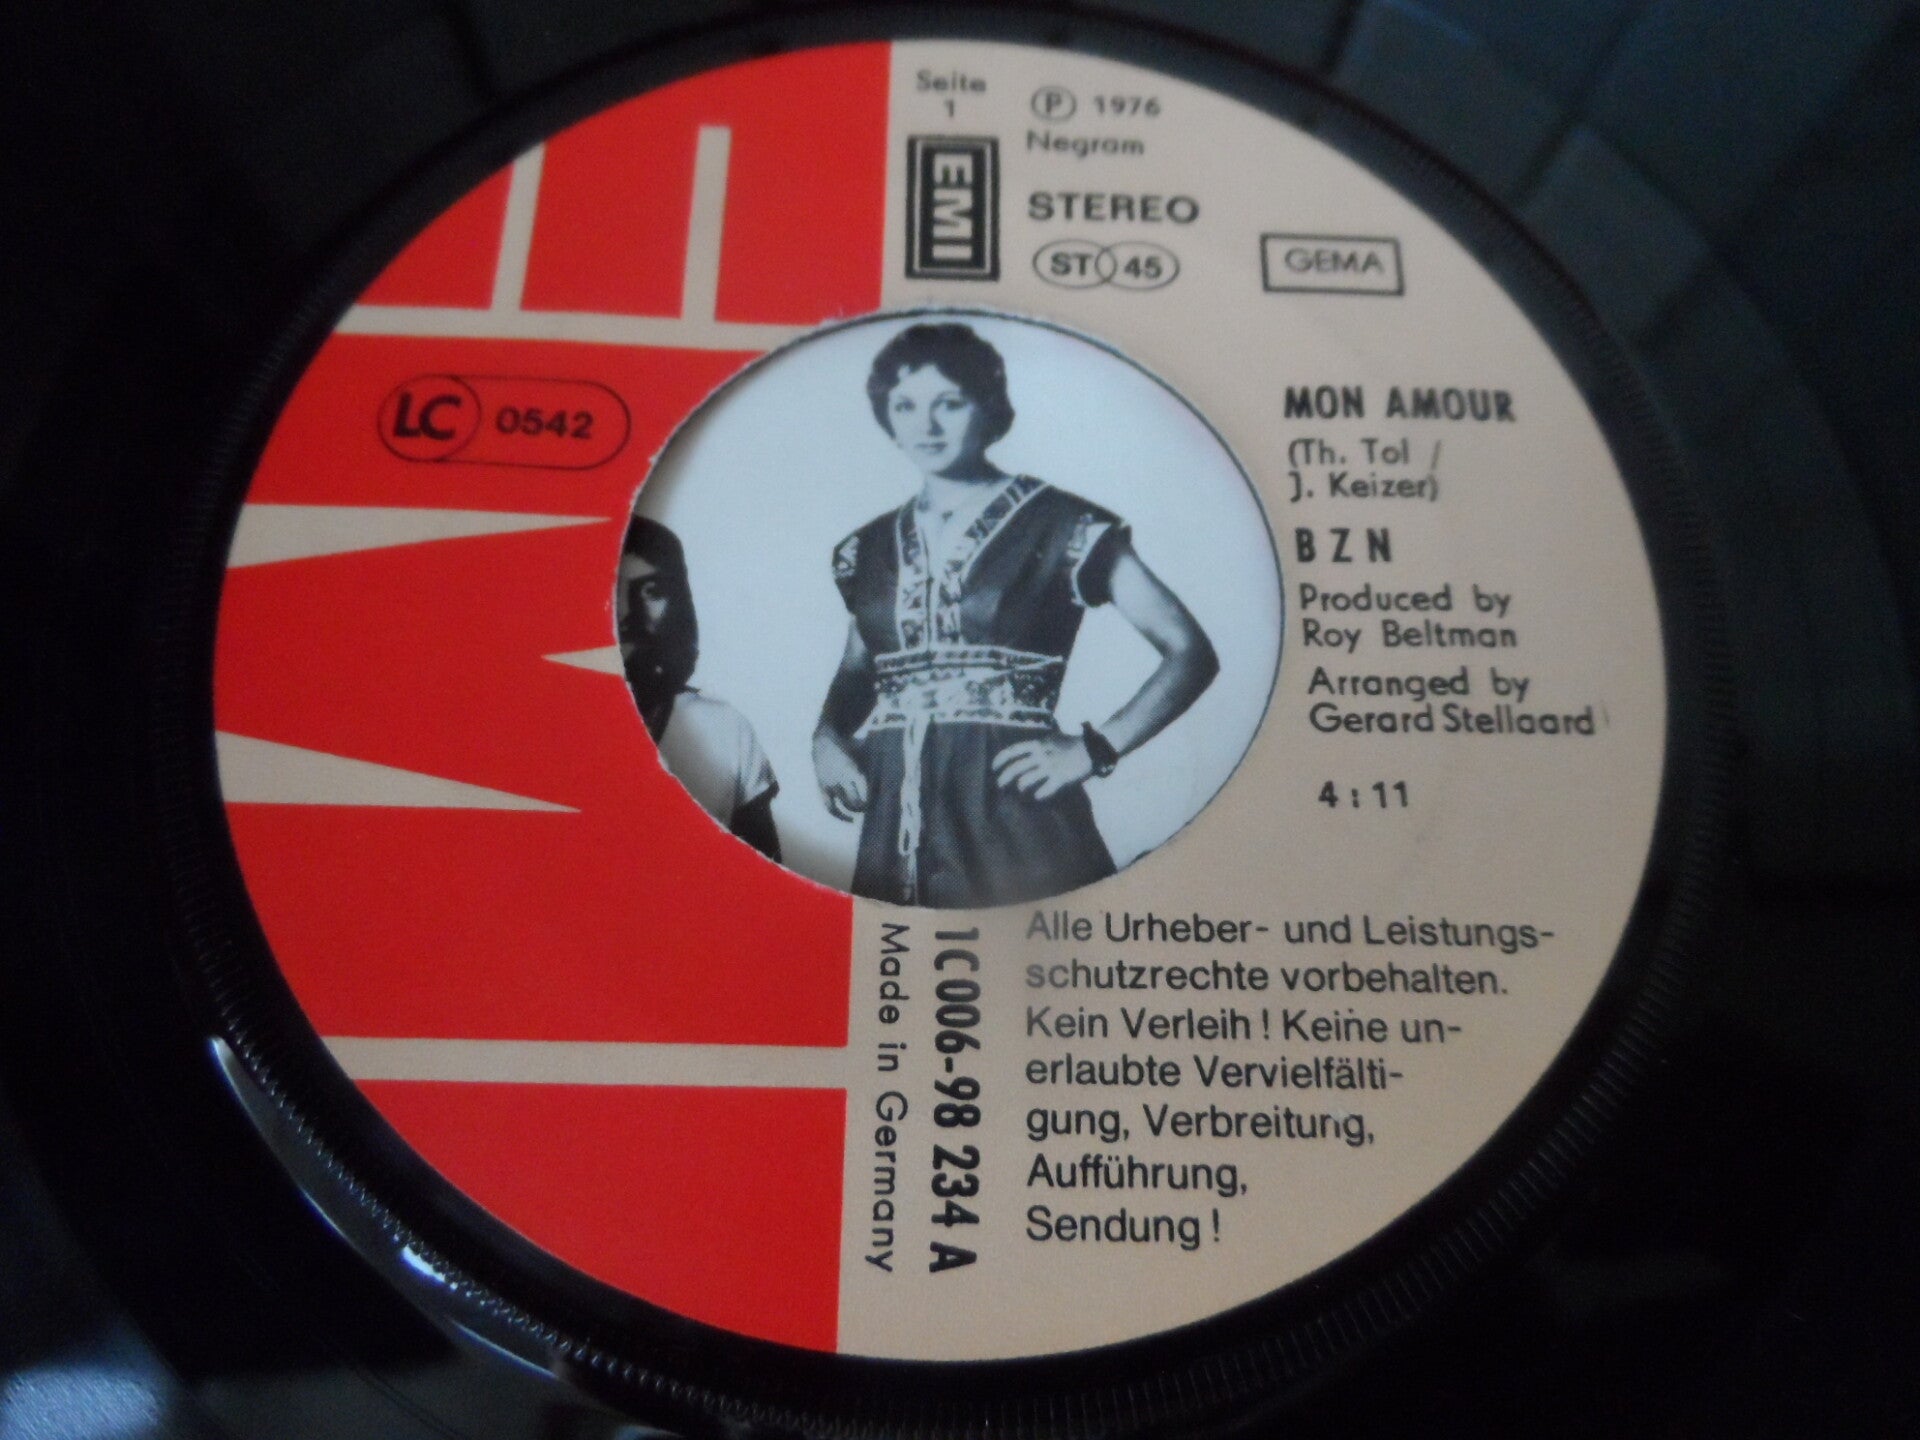 Seite
1
EMI
Ⓟ 1976
Negram
STEREO
ST 45
GEMA
LC 0542
MON AMOUR
(Th. Tol /
J. Keizer)
BZN
Produced by
Roy Beltman
Arranged by
Gerard Stellaard
4:11
Alle Urheber- und Leistungs-
schutzrechte vorbehalten.
Kein Verleih! Keine un-
erlaubte Vervielfälti-
gung, Verbreitung,
Aufführung,
Sendung!
1C 006-98 234 A
Made in Germany